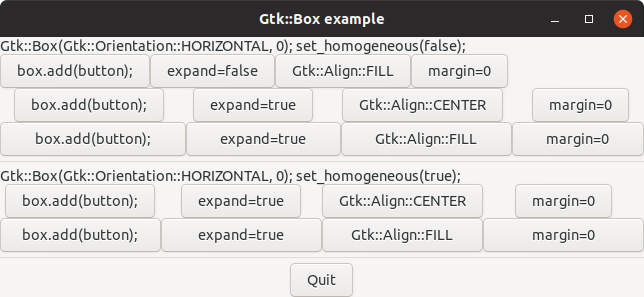 Gtk::Box example
Gtk::Box(Gtk::Orientation::HORIZONTAL, 0); set_homogeneous(false);
box.add(button); expand=false Gtk::Align::FILL margin=0
box.add(button); expand=true Gtk::Align::CENTER margin=0
box.add(button); expand=true Gtk::Align::FILL margin=0
Gtk::Box(Gtk::Orientation::HORIZONTAL, 0); set_homogeneous(true);
box.add(button); expand=true Gtk::Align::CENTER margin=0
box.add(button); expand=true Gtk::Align::FILL margin=0
Quit